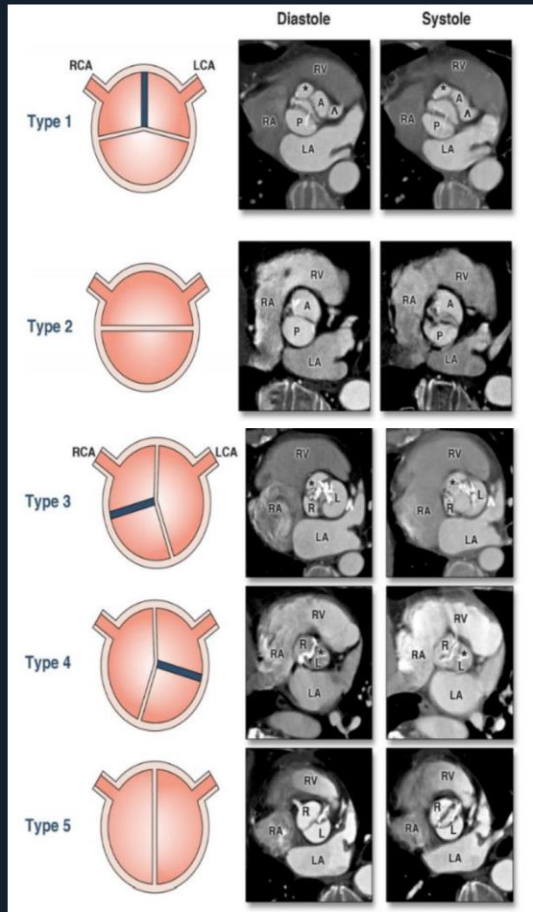 Diastole Systole
RCA LCA
Type 1
RV RV
* *
A A
RA RA
Λ Λ
P P
LA LA
Type 2
RV RV
RA RA
A A
P P
LA LA
RCA LCA
Type 3
RV RV
* *
L L
RA RA
R R
LA LA
Type 4
RV RV
R R
* *
RA RA
L L
LA LA
Type 5
RV RV
R R
RA RA
L L
LA LA